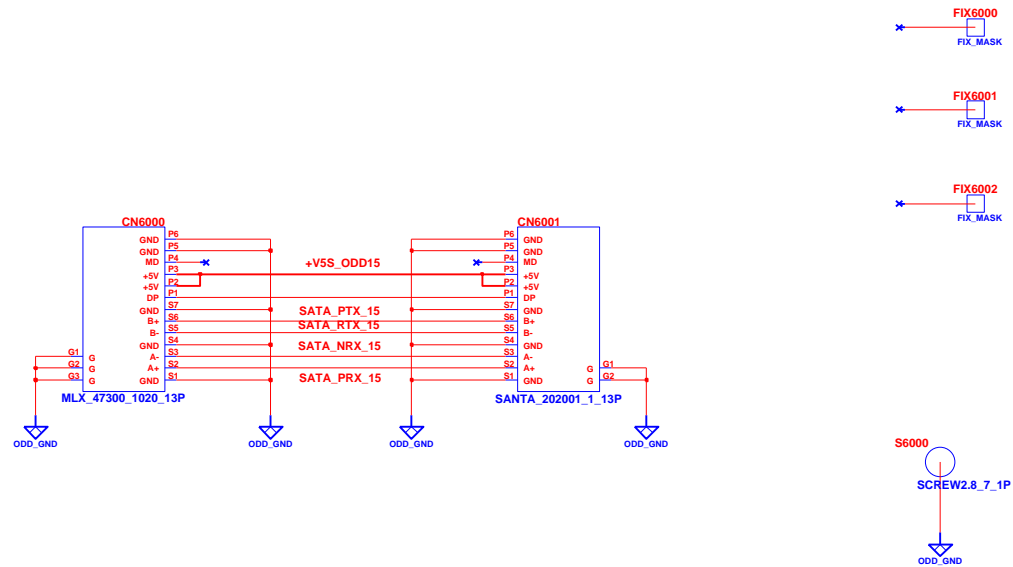 FIX6000
FIX_MASK
FIX6001
FIX_MASK
FIX6002
FIX_MASK
CN6000
CN6001
P6 GND
P5 GND
P4 MD
P3 +5V
P2 +5V
P1 DP
S7 GND
S6 B+
S5 B-
S4 GND
S3 A-
S2 A+
S1 GND
G1 G
G2 G
G3 G
MLX_47300_1020_13P
+V5S_ODD15
SATA_PTX_15
SATA_RTX_15
SATA_NRX_15
SATA_PRX_15
P6 GND
P5 GND
P4 MD
P3 +5V
P2 +5V
P1 DP
S7 GND
S6 B+
S5 B-
S4 GND
S3 A-
S2 A+
S1 GND
G G1
G G2
SANTA_202001_1_13P
ODD_GND
ODD_GND
ODD_GND
ODD_GND
S6000
SCREW2.8_7_1P
ODD_GND